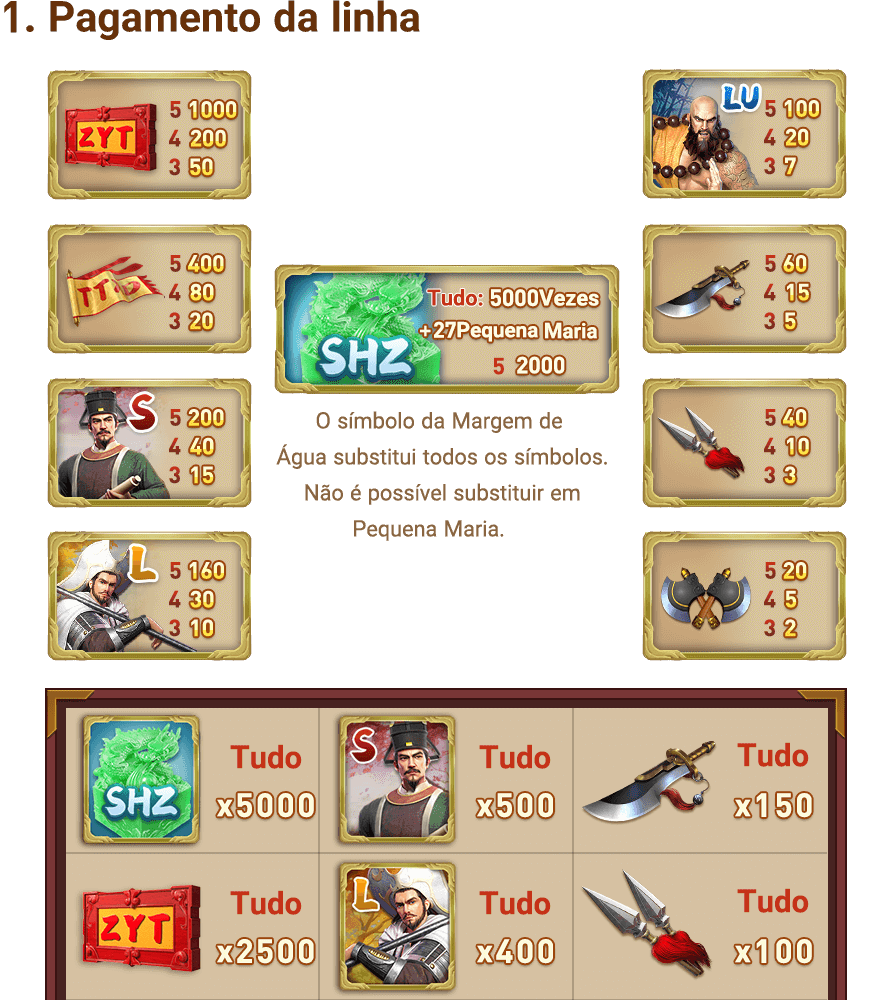 1. Pagamento da linha
ZYT
5 1000
4 200
3 50
LU
5 100
4 20
3 7
5 400
4 80
3 20
SHZ
Tudo: 5000Vezes
+27Pequena Maria
5 2000
5 60
4 15
3 5
S
5 200
4 40
3 15
O símbolo da Margem de
Água substitui todos os símbolos.
Não é possível substituir em
Pequena Maria.
5 40
4 10
3 3
L
5 160
4 30
3 10
5 20
4 5
3 2
SHZ
Tudo
x5000
S
Tudo
x500
Tudo
x150
ZYT
Tudo
x2500
L
Tudo
x400
Tudo
x100